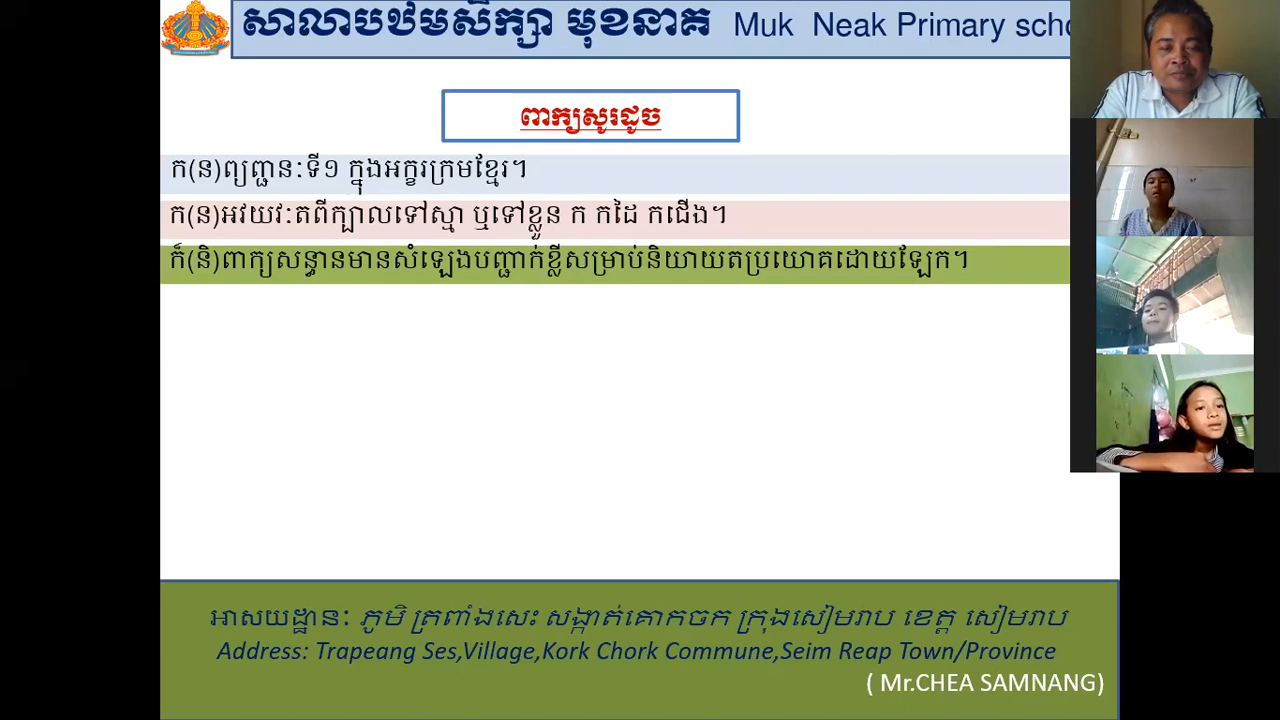 សាលាបឋមសិក្សា មុខនាគ Muk Neak Primary
ពាក្យសូរដូច
ក(ន)ព្យញ្ជនៈទី១ ក្នុងអក្ខរក្រមខ្មែរ។
ក(ន)អវយវៈតពីក្បាលទៅស្មា ឬទៅខ្លួន ក កដៃ កជើង។
ក៏(និ)ពាក្យសន្ធានមានសំឡេងបញ្ជាក់ខ្លីសម្រាប់និយាយតប្រយោគដោយឡែក។
អាសយដ្ឋានៈ ភូមិ ត្រពាំងសេះ សង្កាត់គោកចក ក្រុងសៀមរាប ខេត្ត សៀមរាប
Address: Trapeang Ses,Village,Kork Chork Commune,Seim Reap Town/Province
( Mr.CHEA SAMNANG)